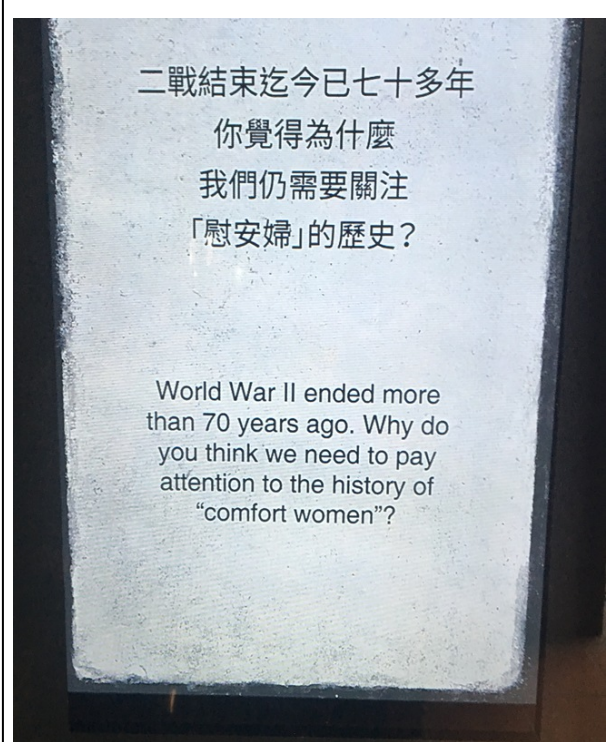 二戰結束迄今已七十多年
你覺得為什麼
我們仍需要關注
「慰安婦」的歷史？
World War II ended more
than 70 years ago. Why do
you think we need to pay
attention to the history of
“comfort women”?